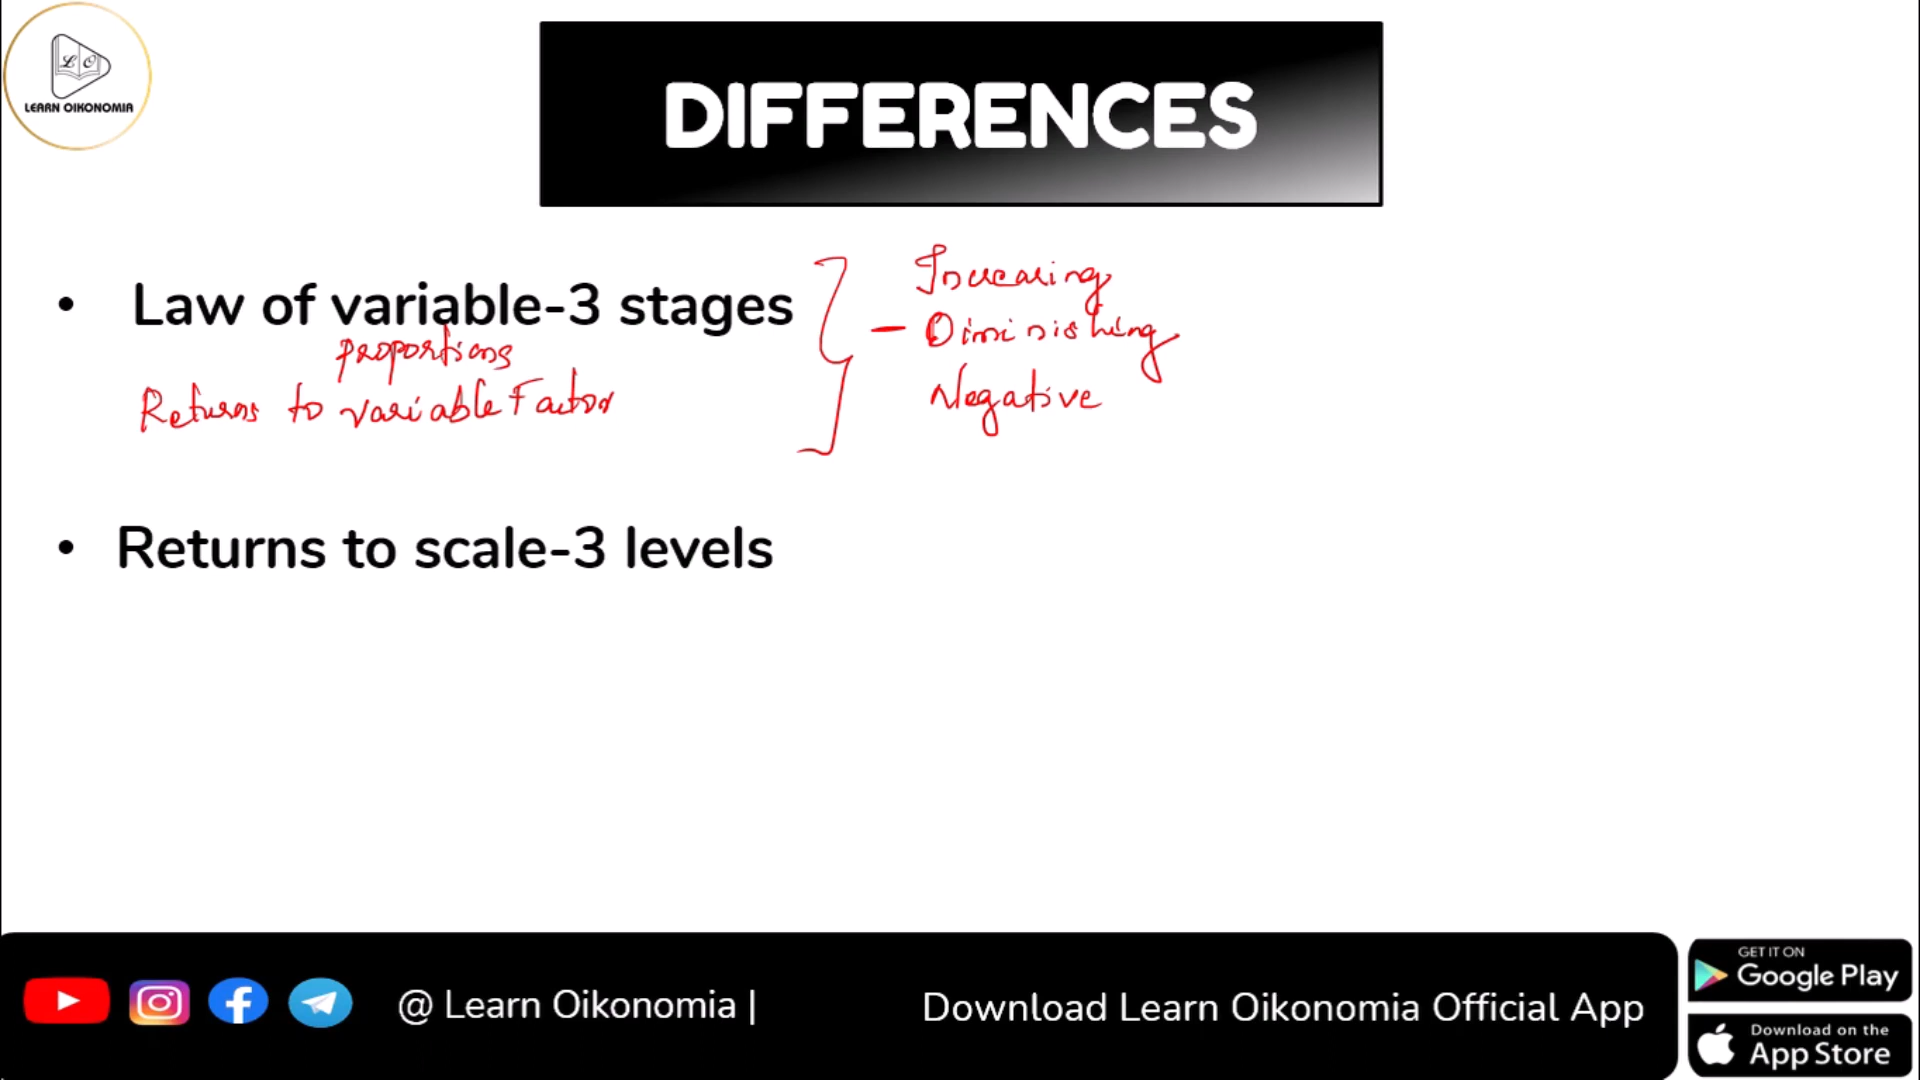 LO
LEARN OIKONOMIA
DIFFERENCES
• Law of variable-3 stages
proportions
Returns to variable Factor
Increasing
- Diminishing
Negative
• Returns to scale-3 levels
@ Learn Oikonomia |
Download Learn Oikonomia Official App
GET IT ON
Google Play
Download on the
App Store